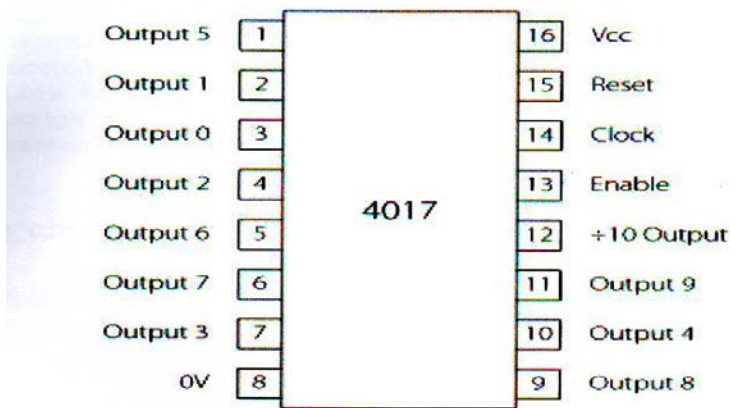 Output 5 1 16 Vcc
Output 1 2 15 Reset
Output 0 3 14 Clock
Output 2 4 13 Enable
4017
Output 6 5 12 ÷10 Output
Output 7 6 11 Output 9
Output 3 7 10 Output 4
0V 8 9 Output 8